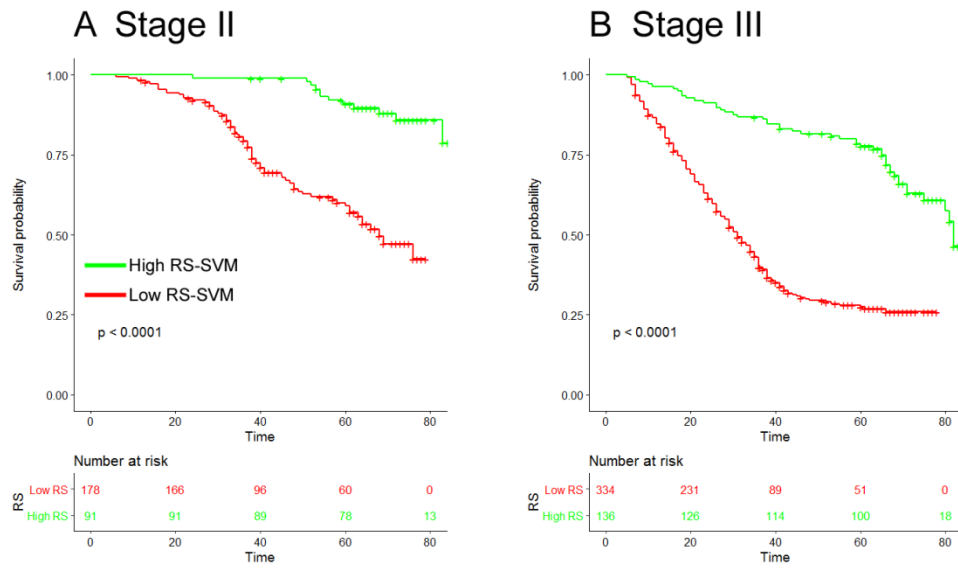 A Stage II
Survival probability
1.00
0.75
0.50
0.25
0.00
High RS-SVM
Low RS-SVM
p < 0.0001
0 20 40 60 80
Time
Number at risk
RS
Low RS 178 166 96 60 0
High RS 91 91 89 78 13
0 20 40 60 80
Time
B Stage III
Survival probability
1.00
0.75
0.50
0.25
0.00
p < 0.0001
0 20 40 60 80
Time
Number at risk
RS
Low RS 334 231 89 51 0
High RS 136 126 114 100 18
0 20 40 60 80
Time